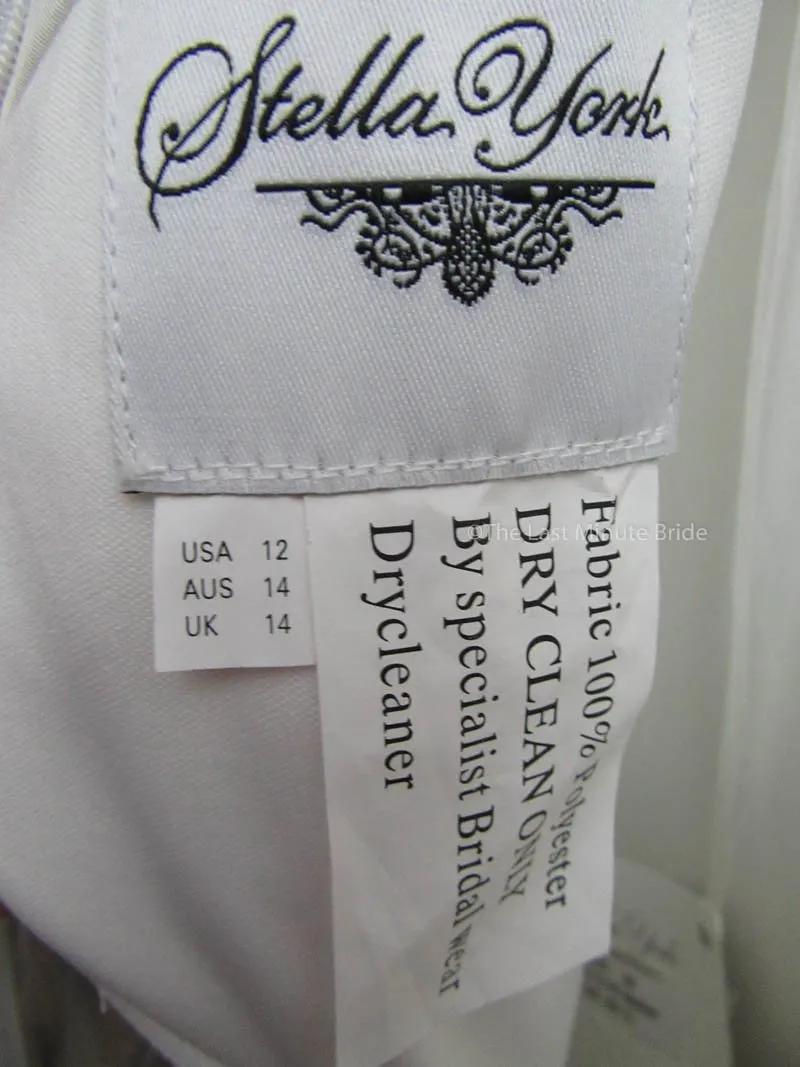 Stella York
USA 12
AUS 14
UK 14
Fabric 100% Polyester
DRY CLEAN ONLY
By specialist Bridal wear
Drycleaner
©The Last Minute Bride